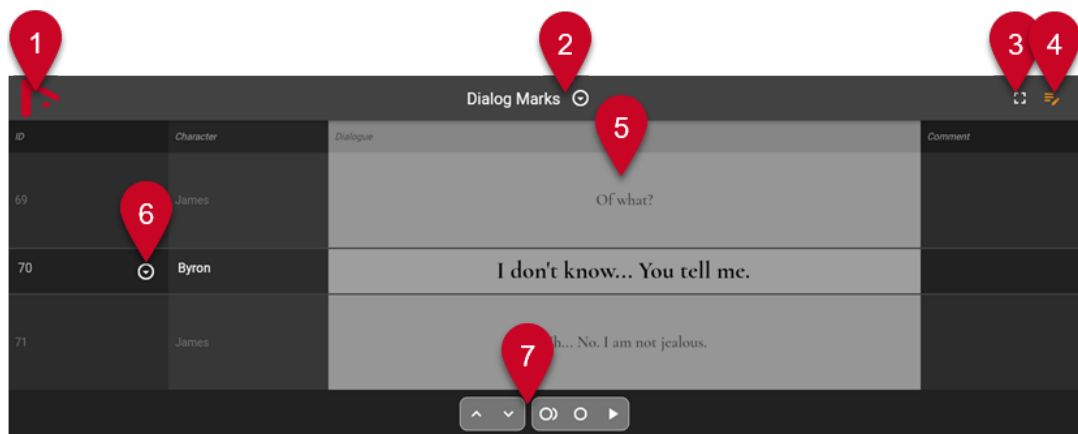 1
2
3
4
Dialog Marks
5
ID Character Dialogue Comment
69 James Of what?
6
70 Byron I don't know... You tell me.
71 James No. I am not jealous.
7